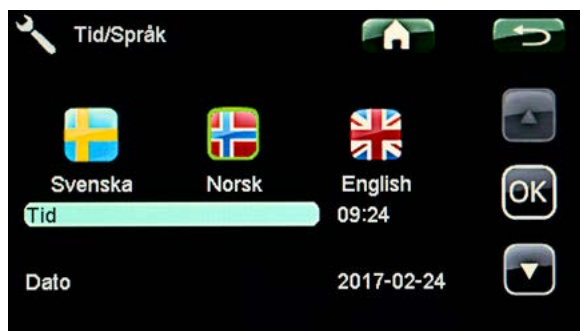 Tid/Språk
Svenska Norsk English
OK
Tid 09:24
Dato 2017-02-24